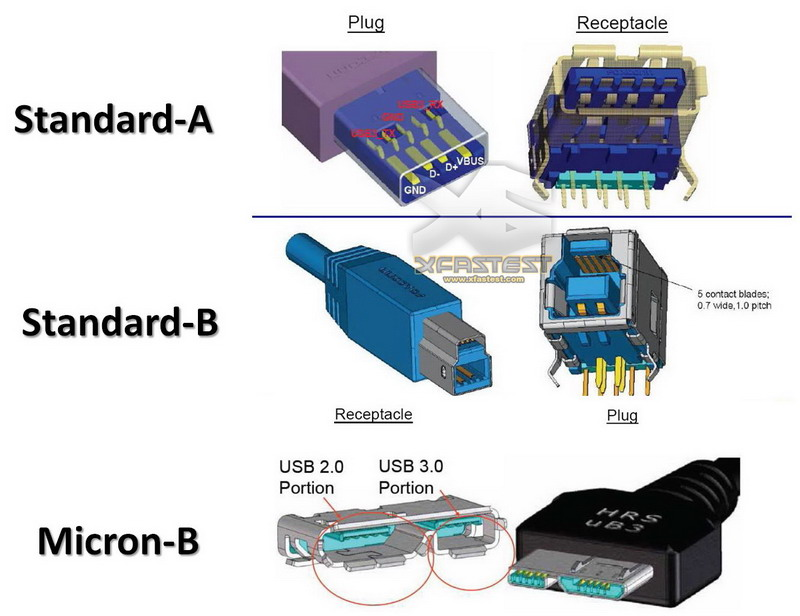 Plug
Receptacle
Standard-A
GND
D-
D+
VBUS
XFASTEST
www.xfastest.com
Standard-B
5 contact blades;
0.7 wide,1.0 pitch
Receptacle
Plug
USB 2.0
Portion
USB 3.0
Portion
Micron-B
HRS
uB3